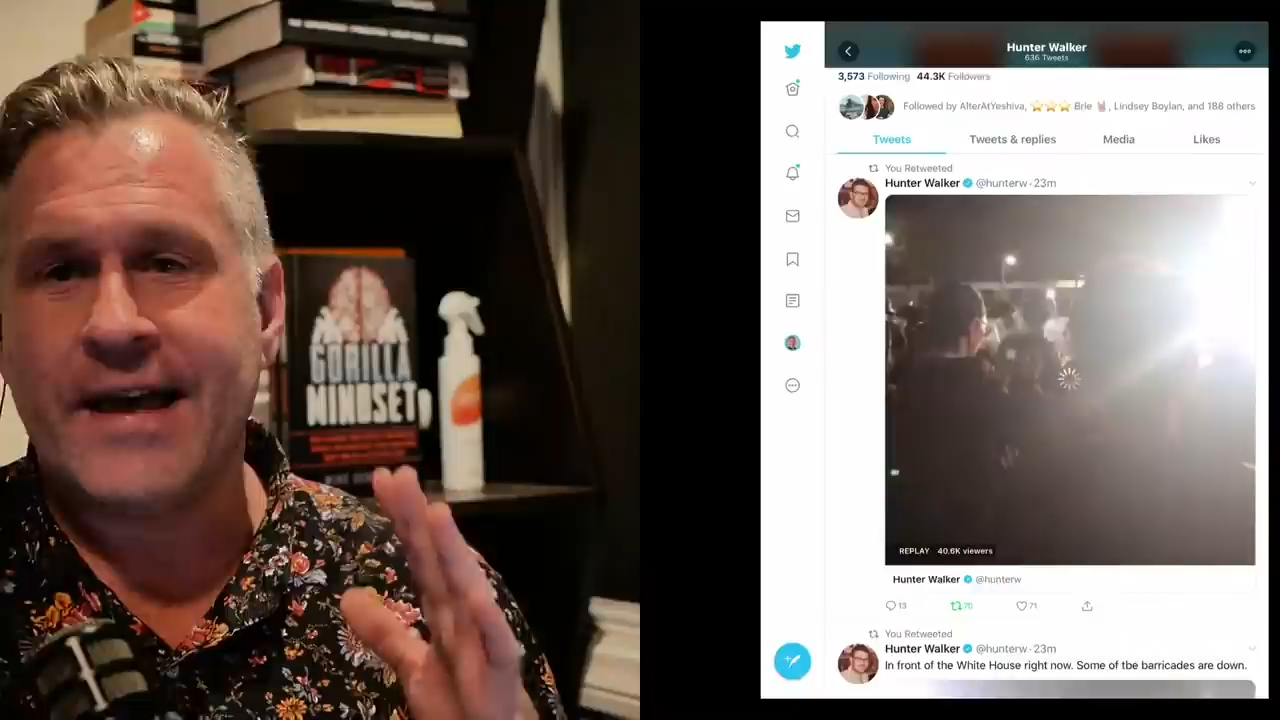 GORILLA
MINDSET
Hunter Walker
636 Tweets
3,573 Following 44.3K Followers
Followed by AlterAtYeshiva, ⭐⭐⭐ Brie 🤘, Lindsey Boylan, and 188 others
Tweets Tweets & replies Media Likes
You Retweeted
Hunter Walker @hunterw · 23m
REPLAY 40.6K viewers
Hunter Walker @hunterw
13 70 71
You Retweeted
Hunter Walker @hunterw · 23m
In front of the White House right now. Some of tbe barricades are down.